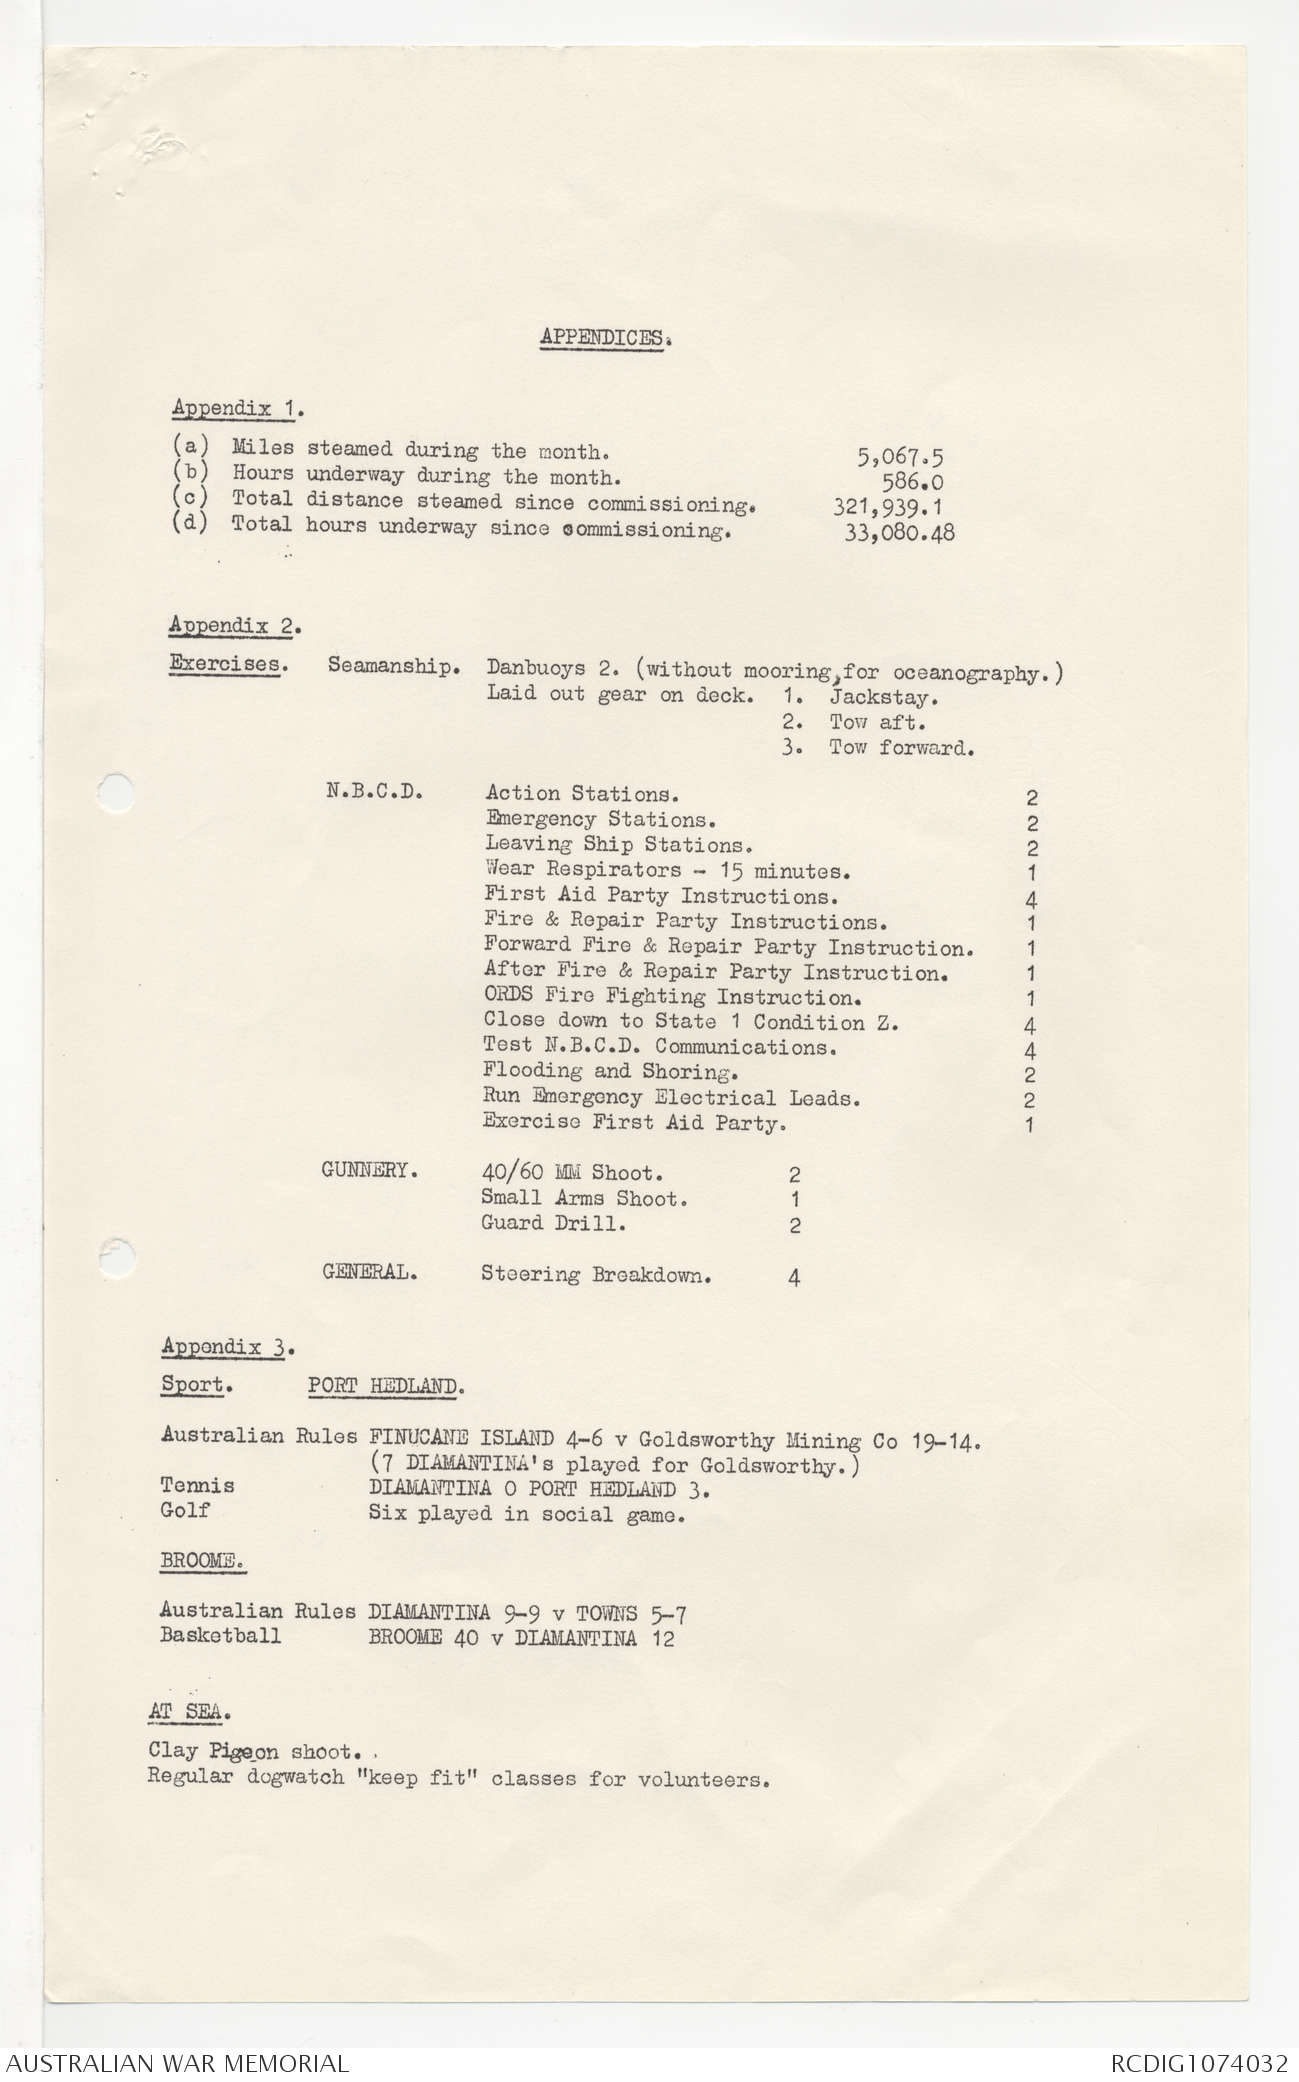 APPENDICES.
Appendix 1.
(a) Miles steamed during the month. 5,067.5
(b) Hours underway during the month. 586.0
(c) Total distance steamed since commissioning. 321,939.1
(d) Total hours underway since commissioning. 33,080.48
Appendix 2.
Exercises. Seamanship. Danbuoys 2. (without mooring, for oceanography.)
Laid out gear on deck. 1. Jackstay.
2. Tow aft.
3. Tow forward.
N.B.C.D. Action Stations. 2
Emergency Stations. 2
Leaving Ship Stations. 2
Wear Respirators - 15 minutes. 1
First Aid Party Instructions. 4
Fire & Repair Party Instructions. 1
Forward Fire & Repair Party Instruction. 1
After Fire & Repair Party Instruction. 1
ORDS Fire Fighting Instruction. 1
Close down to State 1 Condition Z. 4
Test N.B.C.D. Communications. 4
Flooding and Shoring. 2
Run Emergency Electrical Leads. 2
Exercise First Aid Party. 1
GUNNERY. 40/60 MM Shoot. 2
Small Arms Shoot. 1
Guard Drill. 2
GENERAL. Steering Breakdown. 4
Appendix 3.
Sport. PORT HEDLAND.
Australian Rules FINUCANE ISLAND 4-6 v Goldsworthy Mining Co 19-14.
(7 DIAMANTINA's played for Goldsworthy.)
Tennis DIAMANTINA 0 PORT HEDLAND 3.
Golf Six played in social game.
BROOME.
Australian Rules DIAMANTINA 9-9 v TOWNS 5-7
Basketball BROOME 40 v DIAMANTINA 12
AT SEA.
Clay Pigeon shoot.
Regular dogwatch "keep fit" classes for volunteers.
AUSTRALIAN WAR MEMORIAL RCDIG1074032